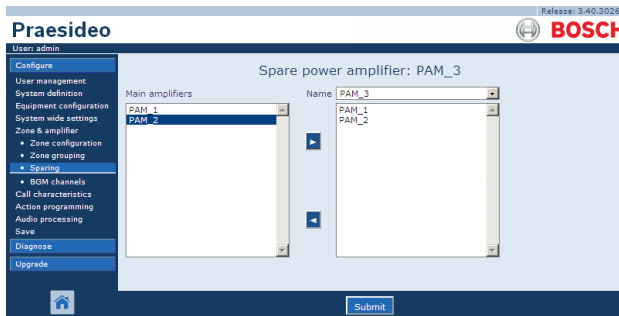 Release: 3.40.3026
Praesideo
BOSCH
User: admin
Configure
User management
System definition
Equipment configuration
System wide settings
Zone & amplifier
• Zone configuration
• Zone grouping
• Sparing
• BGM channels
Call characteristics
Action programming
Audio processing
Save
Diagnose
Upgrade
Spare power amplifier: PAM_3
Main amplifiers
Name PAM_3
PAM_1
PAM_2
PAM_1
PAM_2
Submit